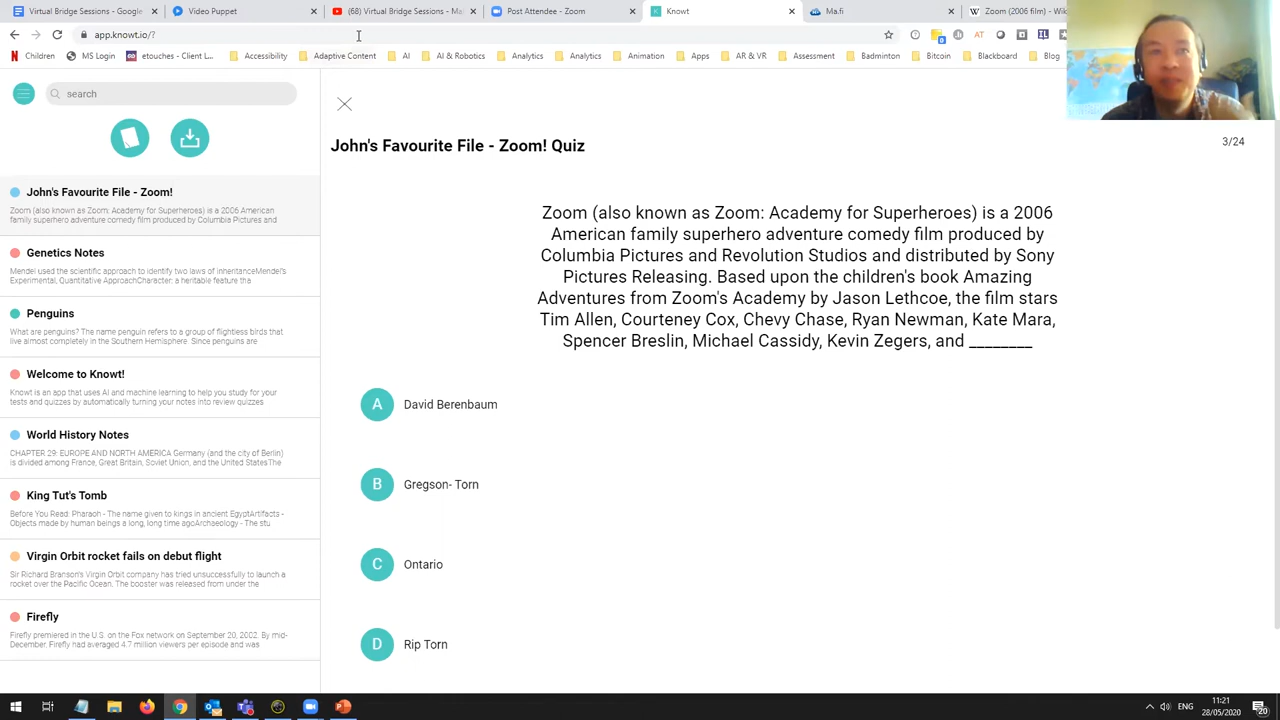 Virtual Bridge Sessions - Google
Video Puppet
(68) Virtual Bridge Sessions - Ma
Post Attendee - Zoom
Knowt
Ma.fi
Zoom (2006 film) - Wiki
app.knowt.io/?
Children
MS Login
etouches - Client L...
Accessibility
Adaptive Content
AI
AI & Robotics
Analytics
Analytics
Animation
Apps
AR & VR
Assessment
Badminton
Bitcoin
Blackboard
Blog
search
John's Favourite File - Zoom!
Zoom (also known as Zoom: Academy for Superheroes) is a 2006 American
family superhero adventure comedy film produced by Columbia Pictures and
Genetics Notes
Mendel used the scientific approach to identify two laws of inheritanceMendel's
Experimental, Quantitative ApproachCharacter: a heritable feature tha
Penguins
What are penguins? The name penguin refers to a group of flightless birds that
live almost completely in the Southern Hemisphere. Since penguins are
Welcome to Knowt!
Knowt is an app that uses AI and machine learning to help you study for your
tests and quizzes by automatically turning your notes into review quizzes
World History Notes
CHAPTER 29: EUROPE AND NORTH AMERICA Germany (and the city of Berlin)
is divided among France, Great Britain, Soviet Union, and the United States.The
King Tut's Tomb
Before You Read: Pharaoh - The name given to kings in ancient EgyptArtifacts -
Objects made by human beings a long, long time agoArchaeology - The stu
Virgin Orbit rocket fails on debut flight
Sir Richard Branson's Virgin Orbit company has tried unsuccessfully to launch a
rocket over the Pacific Ocean. The booster was released from under the
Firefly
Firefly premiered in the U.S. on the Fox network on September 20, 2002. By mid-
December, Firefly had averaged 4.7 million viewers per episode and was
John's Favourite File - Zoom! Quiz
3/24
Zoom (also known as Zoom: Academy for Superheroes) is a 2006
American family superhero adventure comedy film produced by
Columbia Pictures and Revolution Studios and distributed by Sony
Pictures Releasing. Based upon the children's book Amazing
Adventures from Zoom's Academy by Jason Lethcoe, the film stars
Tim Allen, Courteney Cox, Chevy Chase, Ryan Newman, Kate Mara,
Spencer Breslin, Michael Cassidy, Kevin Zegers, and ________
A David Berenbaum
B Gregson- Torn
C Ontario
D Rip Torn
ENG
11:21
28/05/2020
20